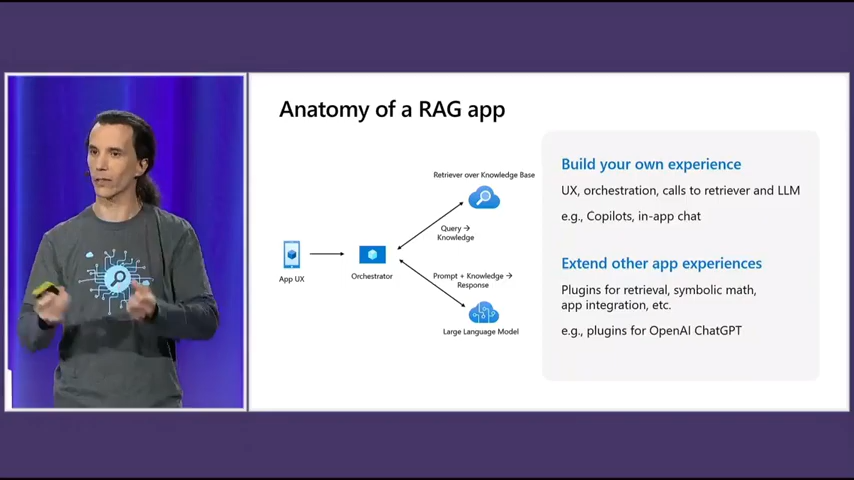 Anatomy of a RAG app
Retriever over Knowledge Base
Query →
Knowledge
App UX
Orchestrator
Prompt + Knowledge →
Response
Large Language Model
Build your own experience
UX, orchestration, calls to retriever and LLM
e.g., Copilots, in-app chat
Extend other app experiences
Plugins for retrieval, symbolic math,
app integration, etc.
e.g., plugins for OpenAI ChatGPT